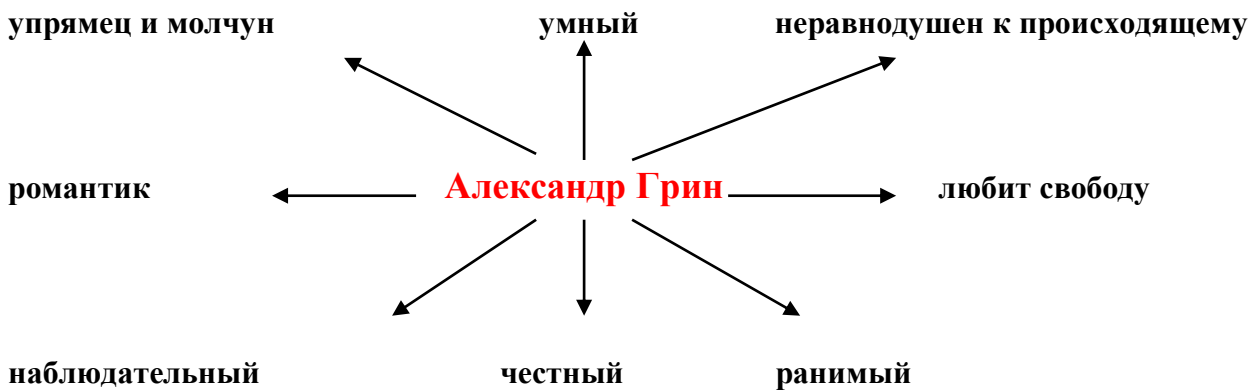 упрямец и молчун умный неравнодушен к происходящему
романтик Александр Грин любит свободу
наблюдательный честный ранимый